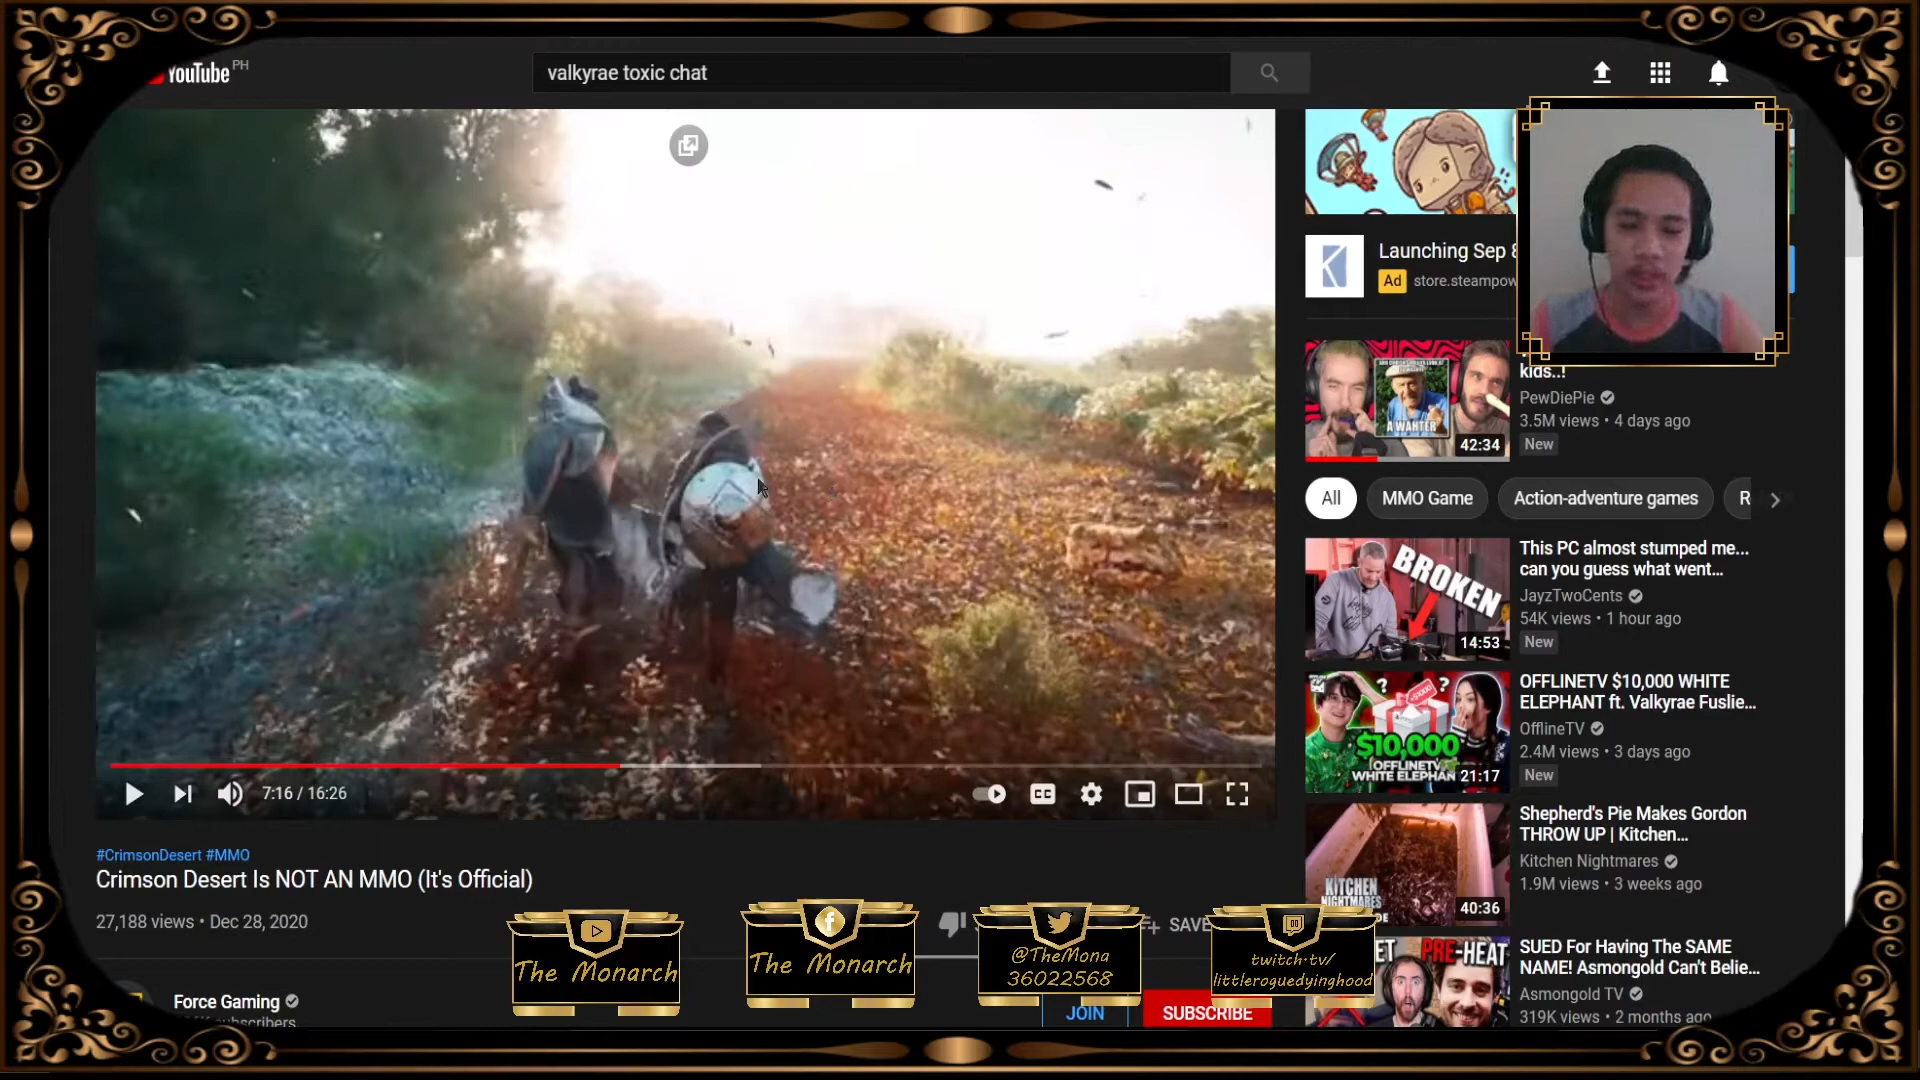 YouTube PH
valkyrae toxic chat
Launching Sep 8
Ad store.steampow
kids..!
PewDiePie
3.5M views • 4 days ago
New
A WAHTER
42:34
All
MMO Game
Action-adventure games
R
BROKEN
14:53
This PC almost stumped me...
can you guess what went...
JayzTwoCents
54K views • 1 hour ago
New
? ?
$10,000
OFFLINETV
WHITE ELEPHAN
21:17
OFFLINETV $10,000 WHITE
ELEPHANT ft. Valkyrae Fuslie...
OfflineTV
2.4M views • 3 days ago
New
KITCHEN
NIGHTMARES
DE
40:36
Shepherd's Pie Makes Gordon
THROW UP | Kitchen...
Kitchen Nightmares
1.9M views • 3 weeks ago
ET PRE-HEAT
SUED For Having The SAME
NAME! Asmongold Can't Belie...
Asmongold TV
319K views • 2 months ago
7:16 / 16:26
CC
#CrimsonDesert #MMO
Crimson Desert Is NOT AN MMO (It's Official)
27,188 views • Dec 28, 2020
SAVE
The Monarch
The Monarch
@TheMona
36022568
twitch.tv/
littleroguedyinghood
Force Gaming
subscribers
JOIN
SUBSCRIBE